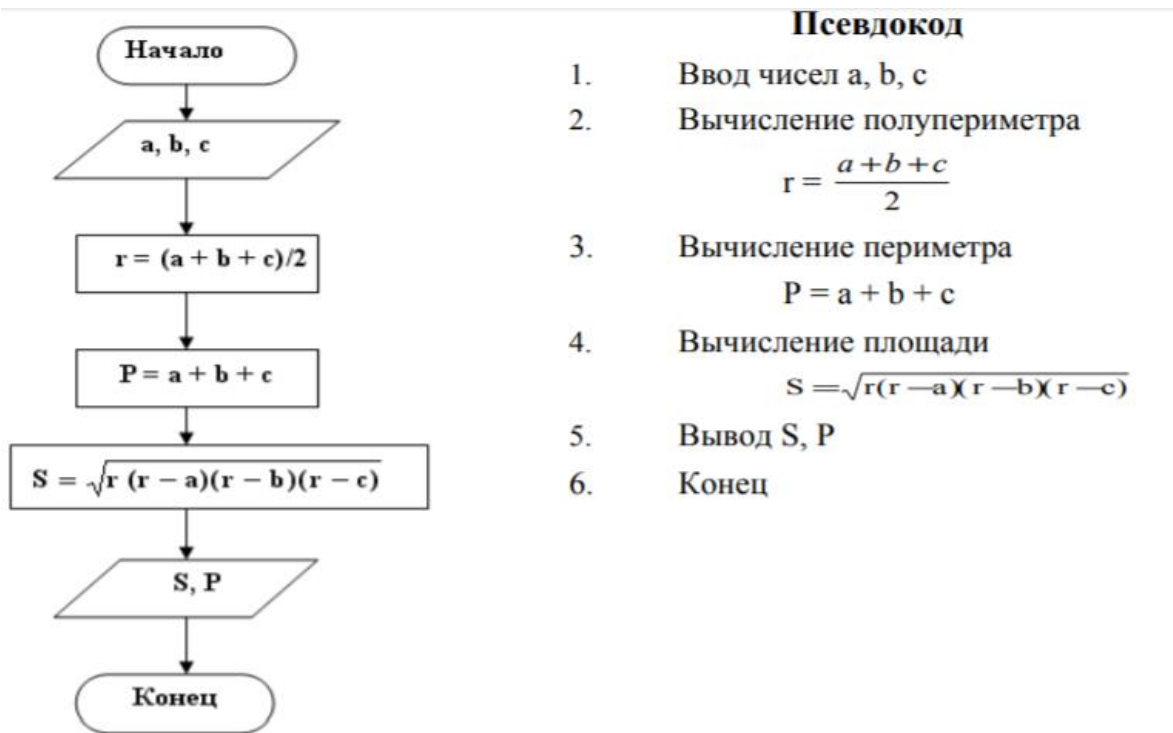 Начало
a, b, c
r = (a + b + c)/2
P = a + b + c
S = √r (r – a)(r – b)(r – c)
S, P
Конец
Псевдокод
1. Ввод чисел a, b, c
2. Вычисление полупериметра
r = a + b + c / 2
3. Вычисление периметра
P = a + b + c
4. Вычисление площади
S = √r(r – a)(r – b)(r – c)
5. Вывод S, P
6. Конец